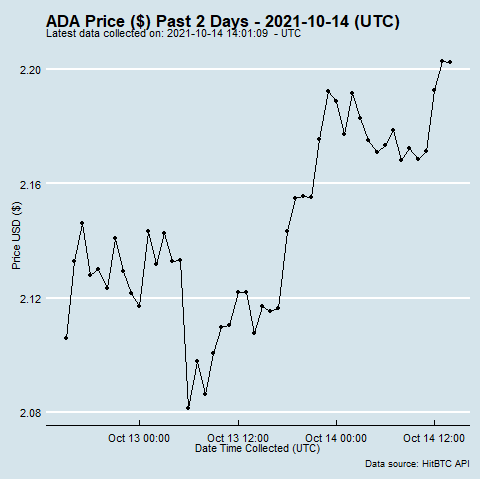 ADA Price ($) Past 2 Days - 2021-10-14 (UTC)
Latest data collected on: 2021-10-14 14:01:09  - UTC
2.20
2.16
Price USD ($)
2.12
2.08
Oct 13 00:00 Oct 13 12:00 Oct 14 00:00 Oct 14 12:00
Date Time Collected (UTC)
Data source: HitBTC API